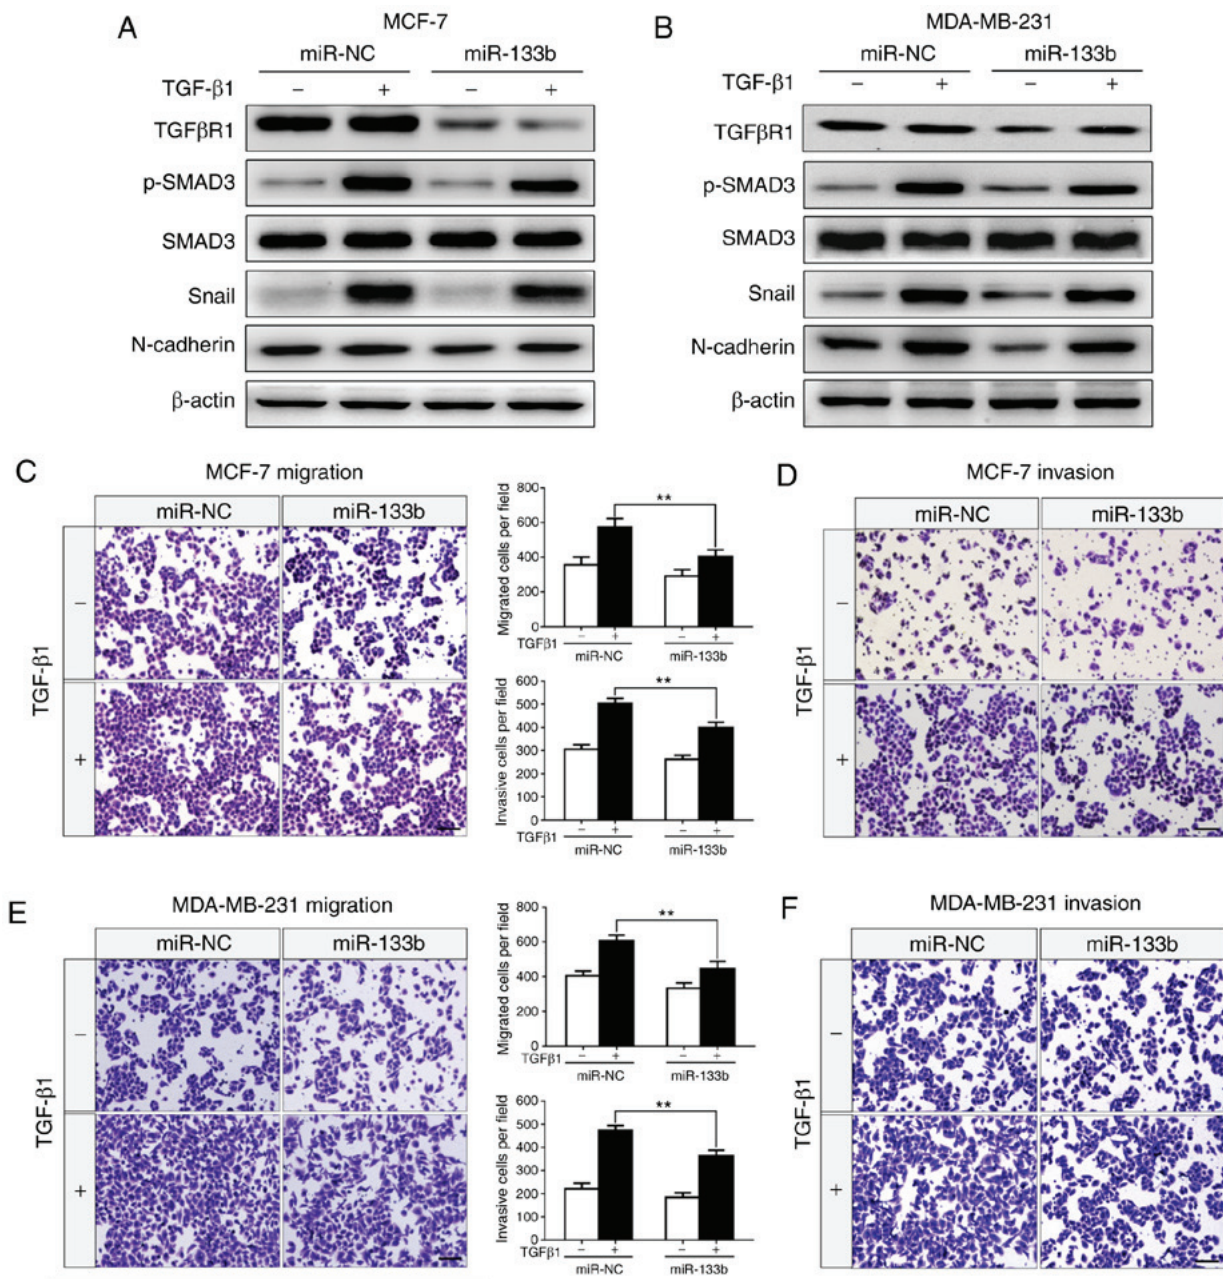 A
MCF-7
miR-NC miR-133b
TGF-β1 − + − +
TGFβR1
p-SMAD3
SMAD3
Snail
N-cadherin
β-actin
B
MDA-MB-231
miR-NC miR-133b
TGF-β1 − + − +
TGFβR1
p-SMAD3
SMAD3
Snail
N-cadherin
β-actin
C
MCF-7 migration
miR-NC miR-133b
TGF-β1
−
+
Migrated cells per field
800
600
400
200
0
**
TGFβ1 − + − +
miR-NC miR-133b
Invasive cells per field
600
500
400
300
200
100
0
**
TGFβ1 − + − +
miR-NC miR-133b
D
MCF-7 invasion
miR-NC miR-133b
TGF-β1
−
+
E
MDA-MB-231 migration
miR-NC miR-133b
TGF-β1
−
+
Migrated cells per field
800
600
400
200
0
**
TGFβ1 − + − +
miR-NC miR-133b
Invasive cells per field
600
500
400
300
200
100
0
**
TGFβ1 − + − +
miR-NC miR-133b
F
MDA-MB-231 invasion
miR-NC miR-133b
TGF-β1
−
+